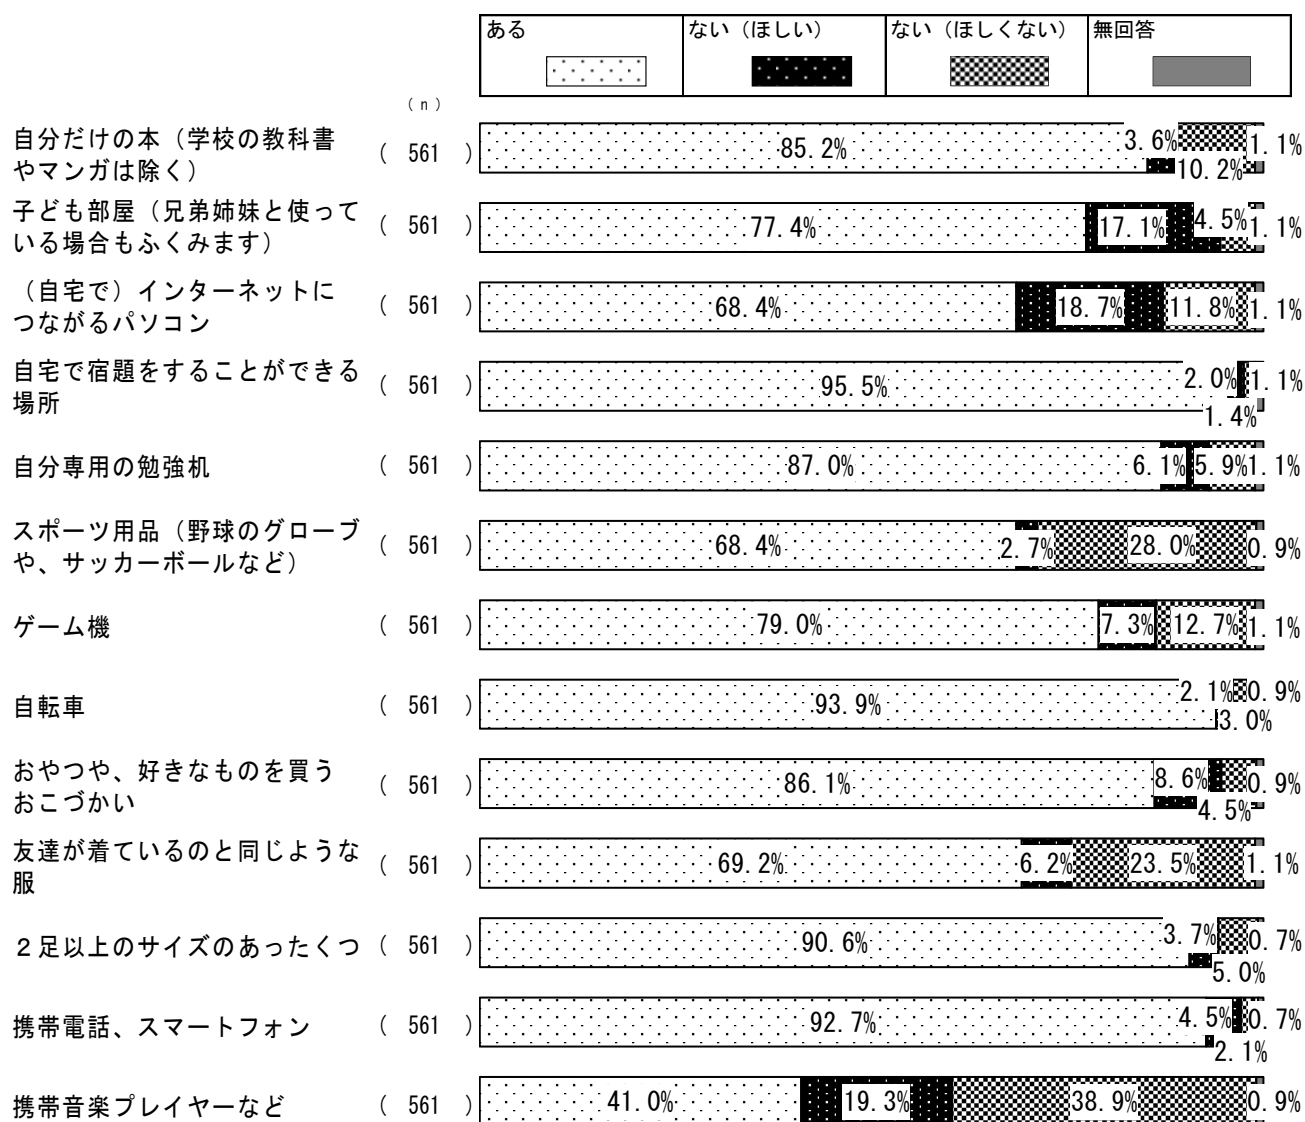 ある ない（ほしい） ない（ほしくない） 無回答
(n)
自分だけの本（学校の教科書
やマンガは除く）
( 561 ) 85.2% 3.6% 10.2% 1.1%
子ども部屋（兄弟姉妹と使って
いる場合もふくみます）
( 561 ) 77.4% 17.1% 4.5% 1.1%
（自宅で）インターネットに
つながるパソコン
( 561 ) 68.4% 18.7% 11.8% 1.1%
自宅で宿題をすることができる
場所
( 561 ) 95.5% 2.0% 1.4% 1.1%
自分専用の勉強机 ( 561 ) 87.0% 6.1% 5.9% 1.1%
スポーツ用品（野球のグローブ
や、サッカーボールなど）
( 561 ) 68.4% 2.7% 28.0% 0.9%
ゲーム機 ( 561 ) 79.0% 7.3% 12.7% 1.1%
自転車 ( 561 ) 93.9% 2.1% 3.0% 0.9%
おやつや、好きなものを買う
おこづかい
( 561 ) 86.1% 8.6% 4.5% 0.9%
友達が着ているのと同じような
服
( 561 ) 69.2% 6.2% 23.5% 1.1%
２足以上のサイズのあったくつ ( 561 ) 90.6% 3.7% 5.0% 0.7%
携帯電話、スマートフォン ( 561 ) 92.7% 4.5% 2.1% 0.7%
携帯音楽プレイヤーなど ( 561 ) 41.0% 19.3% 38.9% 0.9%